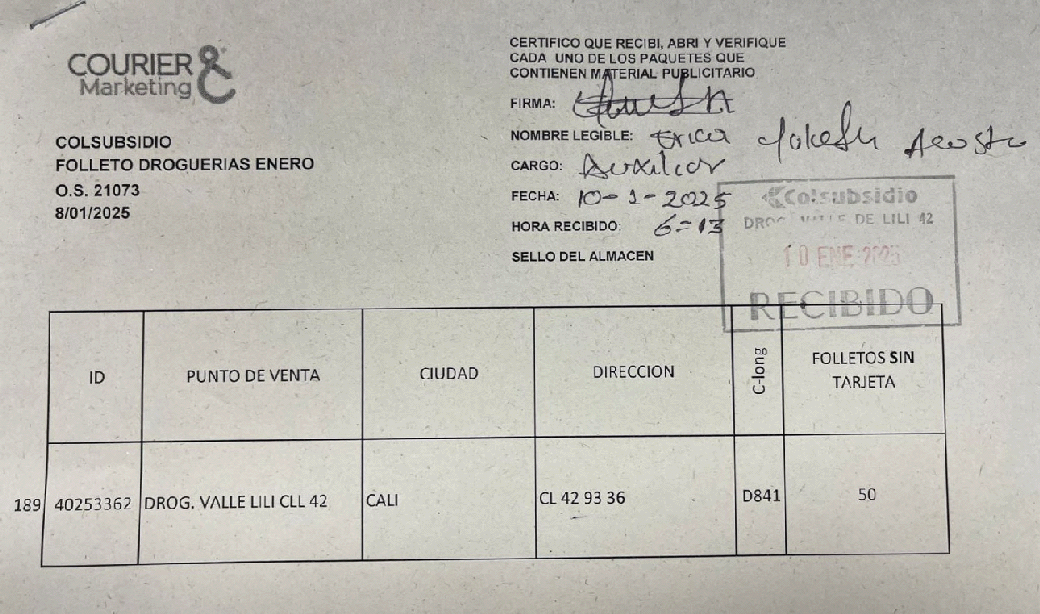 COURIER &
Marketing
COLSUBSIDIO
FOLLETO DROGUERIAS ENERO
O.S. 21073
8/01/2025
CERTIFICO QUE RECIBI, ABRI Y VERIFIQUE
CADA UNO DE LOS PAQUETES QUE
CONTIENEN MATERIAL PUBLICITARIO
FIRMA:
NOMBRE LEGIBLE: Erica Acosta
CARGO: Auxiliar
FECHA: 10-1-2025
HORA RECIBIDO: 6:13
SELLO DEL ALMACEN
Colsubsidio
DROG VALLE DE LILI 42
10 ENE 2025
RECIBIDO
ID PUNTO DE VENTA CIUDAD DIRECCION C-long FOLLETOS SIN TARJETA
189 40253362 DROG. VALLE LILI CLL 42 CALI CL 42 93 36 D841 50